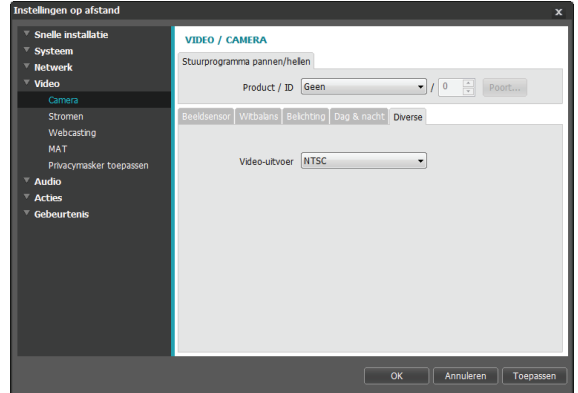 Instellingen op afstand x
Snelle installatie
Systeem
Netwerk
Video
Camera
Stromen
Webcasting
MAT
Privacymasker toepassen
Audio
Acties
Gebeurtenis
VIDEO / CAMERA
Stuurprogramma pannen/hellen
Product / ID Geen / 0 Poort...
Beeldsensor Witbalans Belichting Dag & nacht Diverse
Video-uitvoer NTSC
OK Annuleren Toepassen